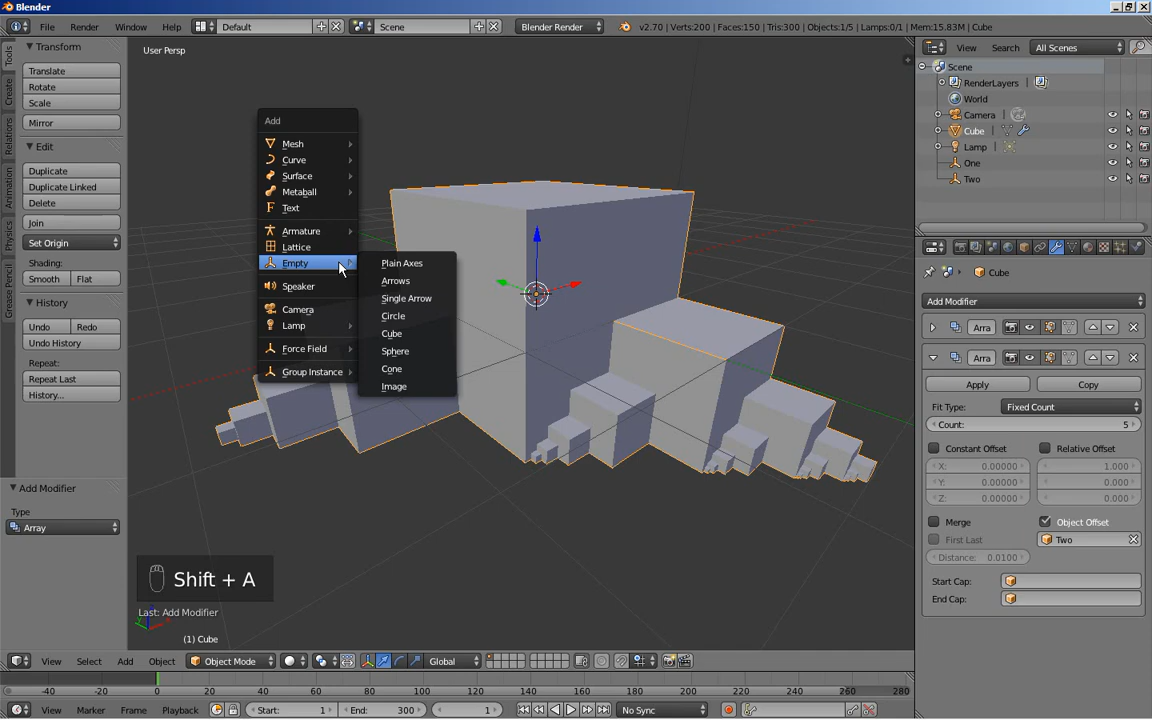 Blender
File Render Window Help Default Scene Blender Render v2.70 | Verts:200 | Faces:150 | Tris:300 | Objects:1/5 | Lamps:0/1 | Mem:15.83M | Cube
Tools
Create
Relations
Animation
Physics
Grease Pencil
Transform
Translate
Rotate
Scale
Mirror
Edit
Duplicate
Duplicate Linked
Delete
Join
Set Origin
Shading:
Smooth Flat
History
Undo Redo
Undo History
Repeat:
Repeat Last
History...
Add Modifier
Type
Array
User Persp
Add
Mesh
Curve
Surface
Metaball
Text
Armature
Lattice
Empty
Speaker
Camera
Lamp
Force Field
Group Instance
Plain Axes
Arrows
Single Arrow
Circle
Cube
Sphere
Cone
Image
Shift + A
Last: Add Modifier
(1) Cube
View Search All Scenes
Scene
RenderLayers
World
Camera
Cube
Lamp
One
Two
Cube
Add Modifier
Arra
Arra
Apply Copy
Fit Type: Fixed Count
Count: 5
Constant Offset Relative Offset
X: 0.00000 1.000
Y: 0.00000 0.000
Z: 0.00000 0.000
Merge Object Offset
First Last Two
Distance: 0.0100
Start Cap:
End Cap:
View Select Add Object Object Mode Global
-40 -20 0 20 40 60 80 100 120 140 160 180 200 220 240 260 280
View Marker Frame Playback Start: 1 End: 300 1 No Sync